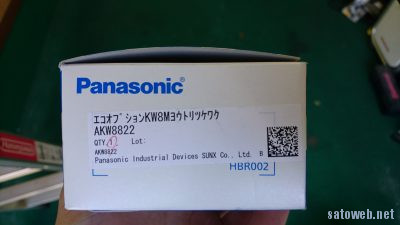 Panasonic
エコオプションKW8Mヨウトリツケワク
AKW8822
QTY: Lot:
AKW8822
Panasonic Industrial Devices SUNX Co., Ltd. B
HBR002
satoweb.net